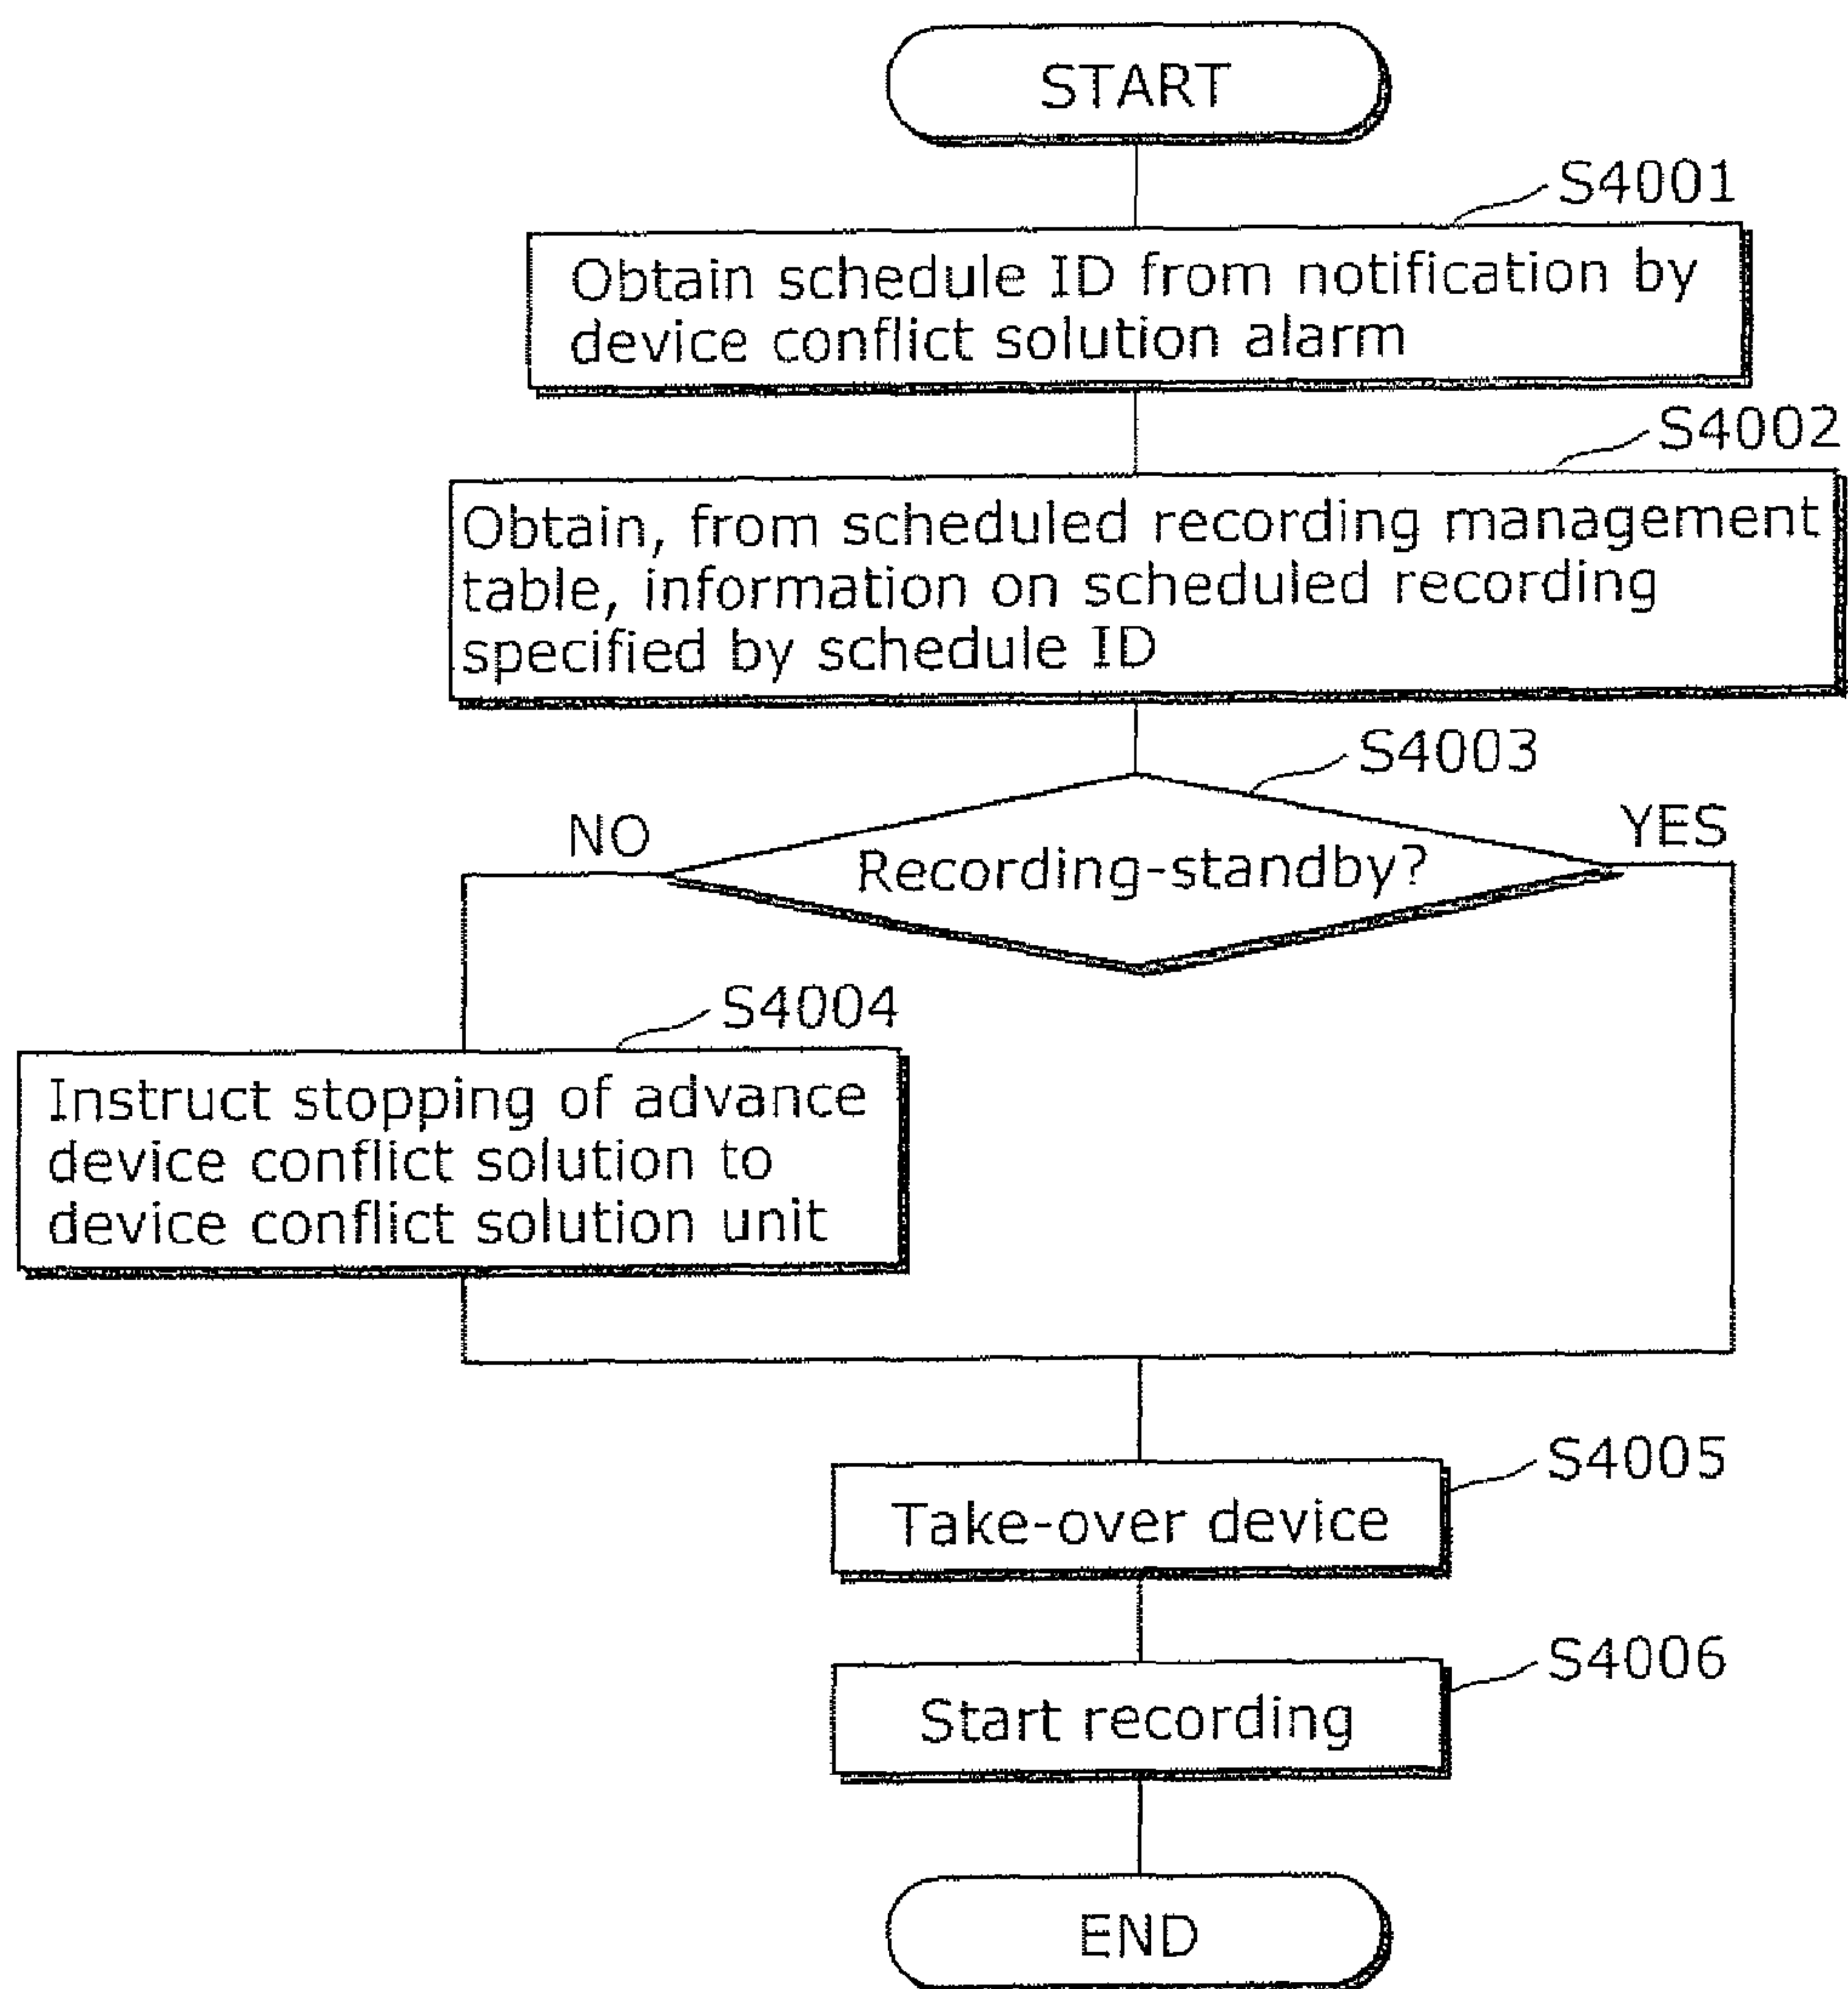 START
S4001
Obtain schedule ID from notification by
device conflict solution alarm
S4002
Obtain, from scheduled recording management
table, information on scheduled recording
specified by schedule ID
S4003
NO
YES
Recording-standby?
S4004
Instruct stopping of advance
device conflict solution to
device conflict solution unit
S4005
Take-over device
S4006
Start recording
END